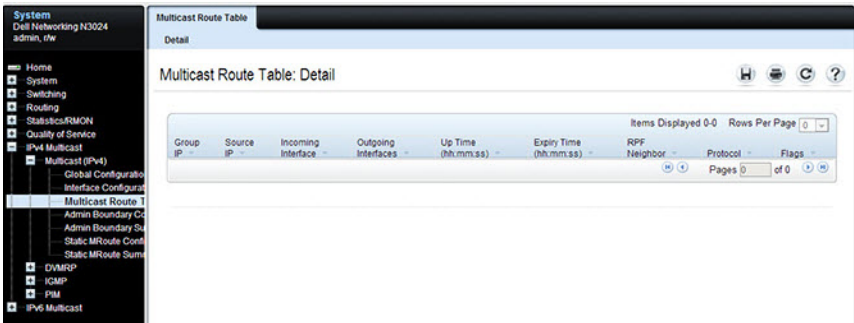 System
Dell Networking N3024
admin, r/w
Home
System
Switching
Routing
Statistics/RMON
Quality of Service
IPv4 Multicast
Multicast (IPv4)
Global Configuratio
Interface Configurat
Multicast Route T
Admin Boundary Co
Admin Boundary Su
Static MRoute Confi
Static MRoute Summ
DVMRP
IGMP
PIM
IPv6 Multicast
Multicast Route Table
Detail
Multicast Route Table: Detail
Items Displayed 0-0 Rows Per Page 0
Group IP Source IP Incoming Interface Outgoing Interfaces Up Time (hh:mm:ss) Expiry Time (hh:mm:ss) RPF Neighbor Protocol Flags
Pages 0 of 0